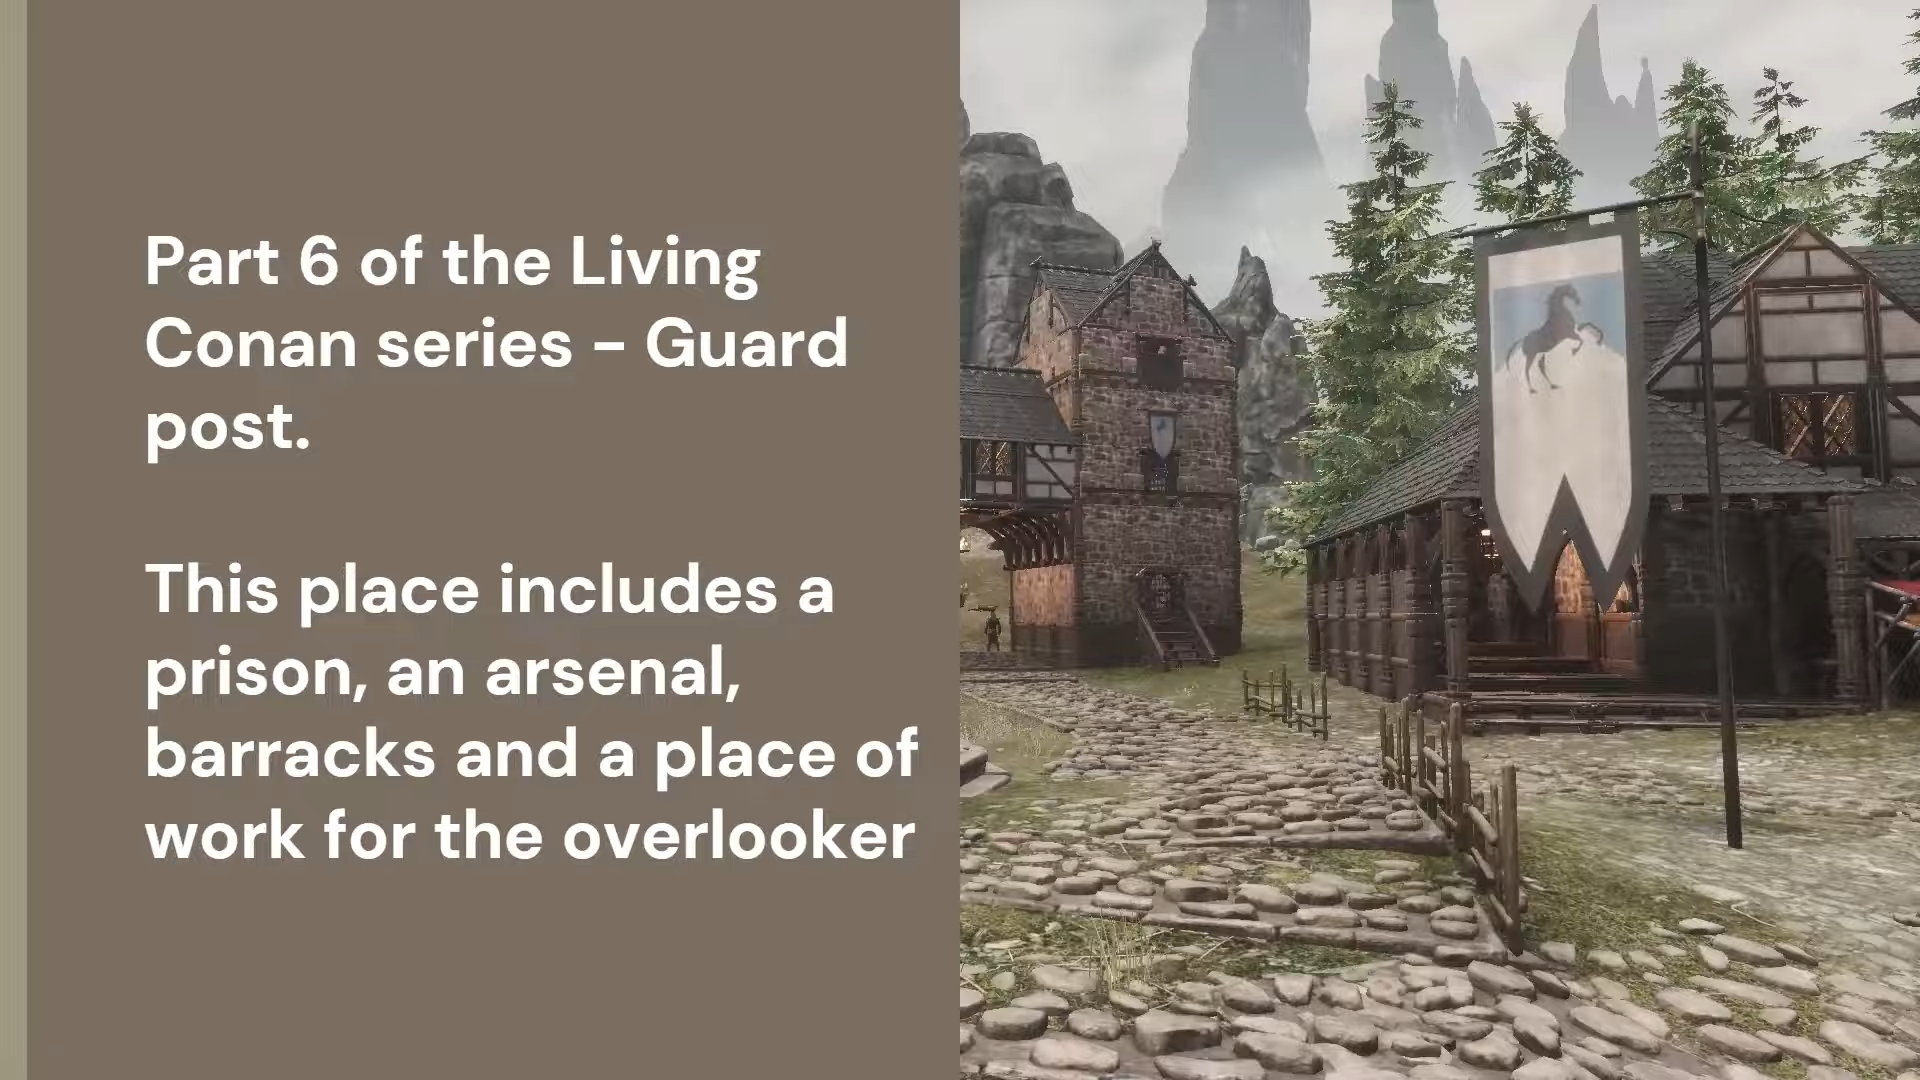 Part 6 of the Living
Conan series - Guard
post.
This place includes a
prison, an arsenal,
barracks and a place of
work for the overlooker